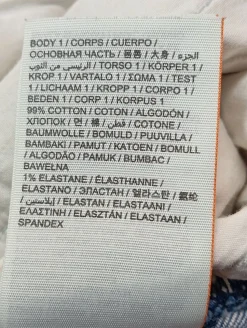 BODY 1 / CORPS / CUERPO /
ОСНОВНАЯ ЧАСТЬ / 大身 /
الجزء الرئيسي من الثوب / TORSO 1 / KÖRPER 1 /
KROP 1 / VARTALO 1 / ΣΩΜΑ 1 / TEST
1 / LICHAAM 1 / KROPP 1 / CORPO 1 /
BEDEN 1 / CORP 1 / KORPUS 1
99% COTTON / COTON / ALGODÓN /
ХЛОПОК / 면 / 棉 / قطن / COTONE /
BAUMWOLLE / BOMULD / PUUVILLA /
BAMBAKI / PAMUT / KATOEN / BOMULL
/ ALGODÃO / PAMUK / BUMBAC /
BAWEŁNA
1% ELASTANE / ÉLASTHANNE /
ELASTANO / ЭЛАСТАН / 엘라스탄 / 氨纶
/ إيلاستين / ELASTAN / ELASTAANI /
ΕΛΑΣΤΙΝΗ / ELASZTÁN / ELASTAAN /
SPANDEX